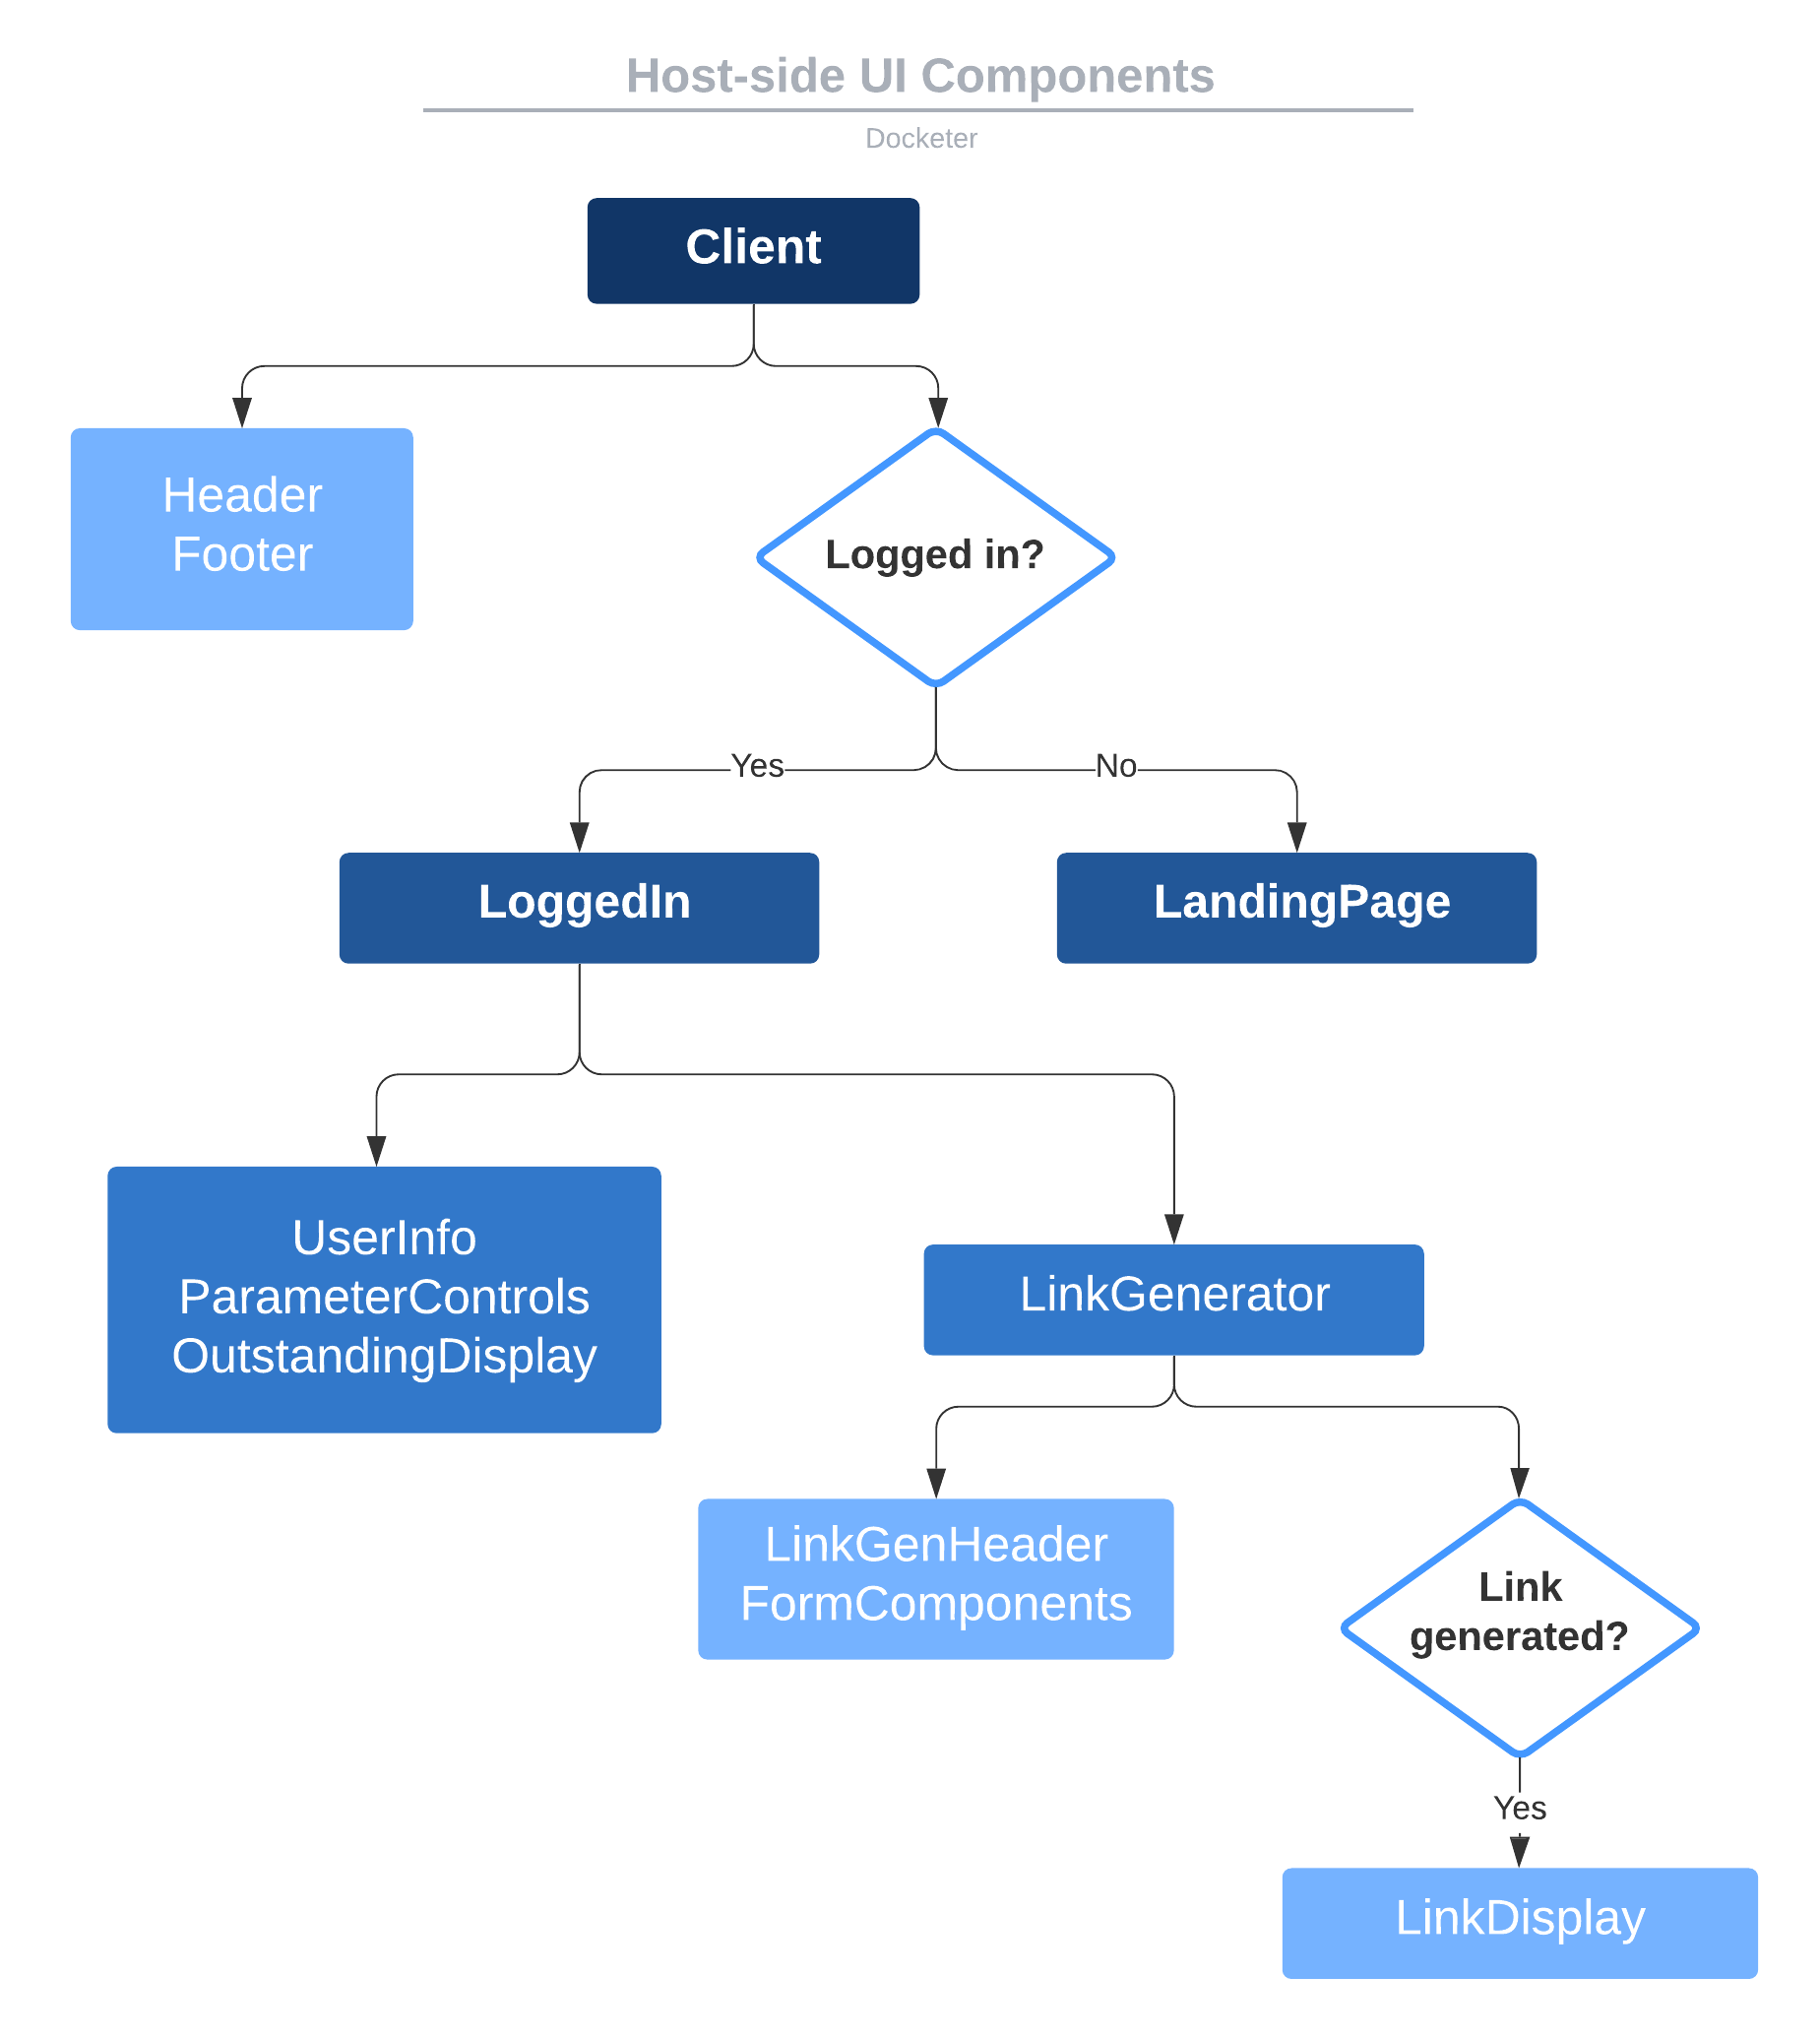 Host-side UI Components
Docketer
Client
Header
Footer
Logged in?
Yes
No
LoggedIn
LandingPage
UserInfo
ParameterControls
OutstandingDisplay
LinkGenerator
LinkGenHeader
FormComponents
Link
generated?
Yes
LinkDisplay